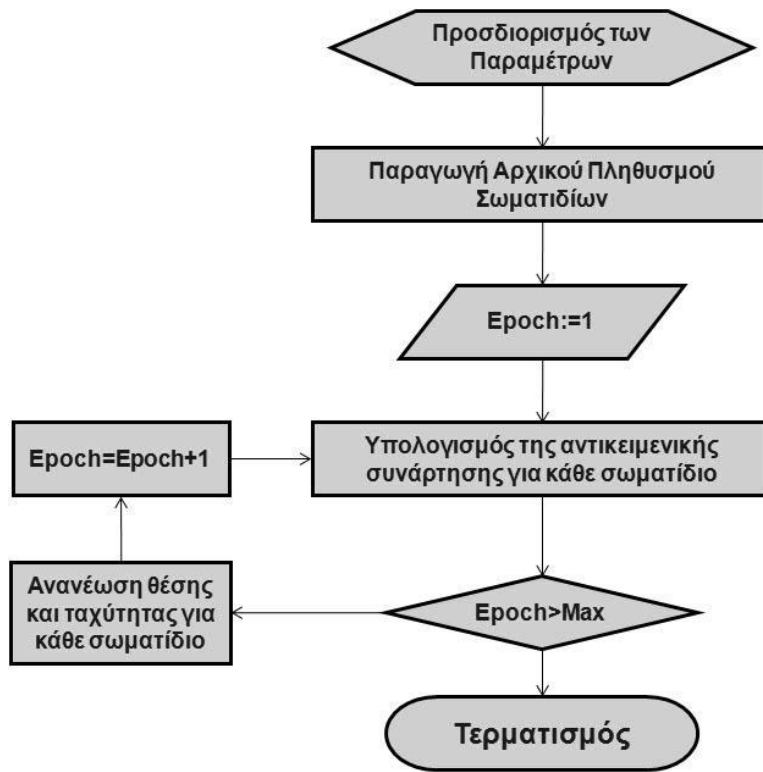 Προσδιορισμός των
Παραμέτρων
Παραγωγή Αρχικού Πληθυσμού
Σωματιδίων
Epoch:=1
Υπολογισμός της αντικειμενικής
συνάρτησης για κάθε σωματίδιο
Epoch=Epoch+1
Ανανέωση θέσης
και ταχύτητας για
κάθε σωματίδιο
Epoch>Max
Τερματισμός